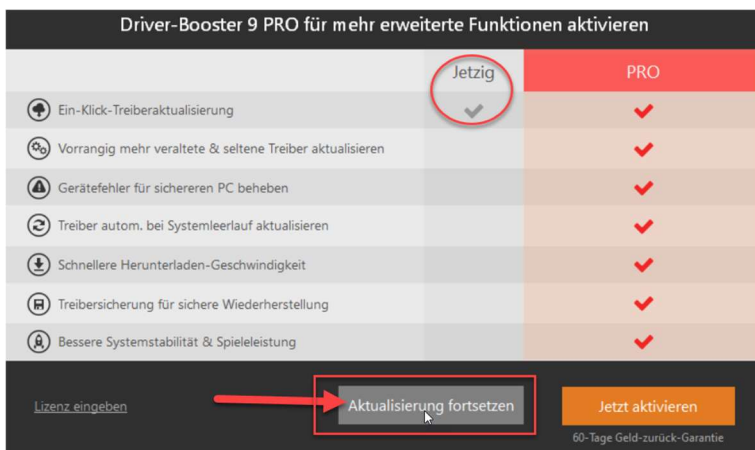 Driver-Booster 9 PRO für mehr erweiterte Funktionen aktivieren
Jetzig PRO
Ein-Klick-Treiberaktualisierung
Vorrangig mehr veraltete & seltene Treiber aktualisieren
Gerätefehler für sichereren PC beheben
Treiber autom. bei Systemleerlauf aktualisieren
Schnellere Herunterladen-Geschwindigkeit
Treibersicherung für sichere Wiederherstellung
Bessere Systemstabilität & Spieleleistung
Lizenz eingeben Aktualisierung fortsetzen Jetzt aktivieren
60-Tage Geld-zurück-Garantie